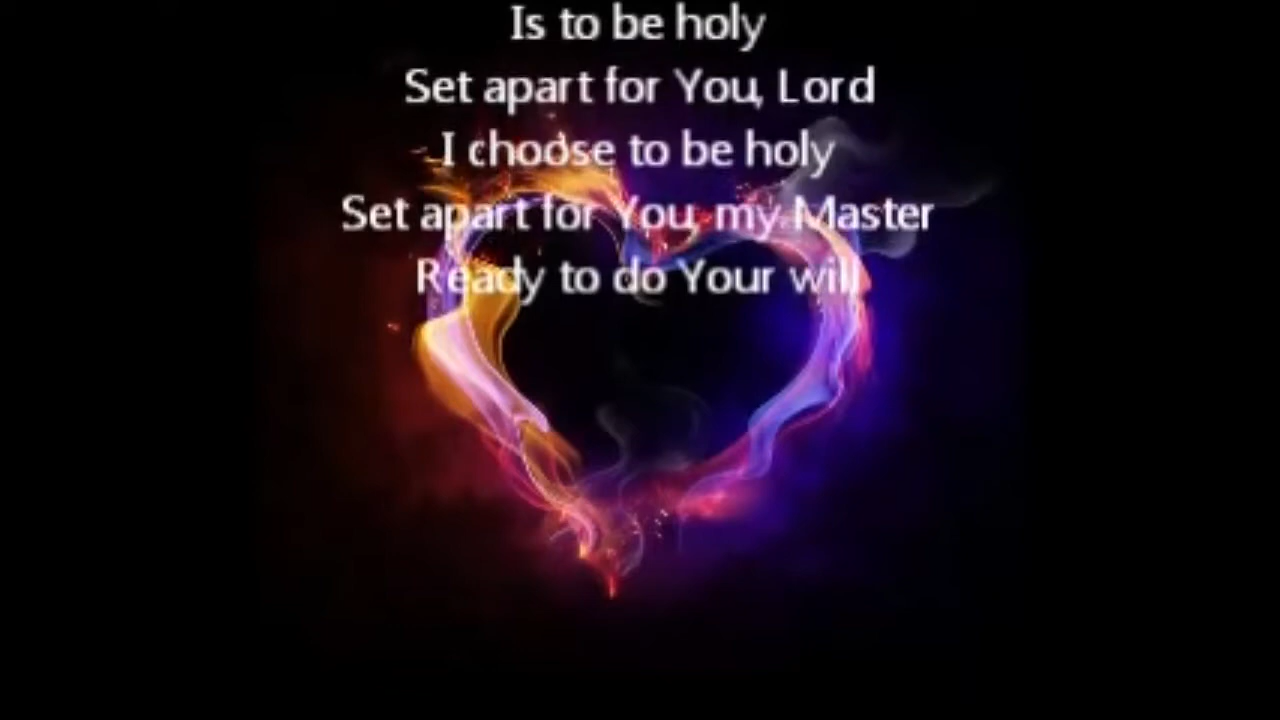 Is to be holy
Set apart for You, Lord
I choose to be holy
Set apart for You, my Master
Ready to do Your will